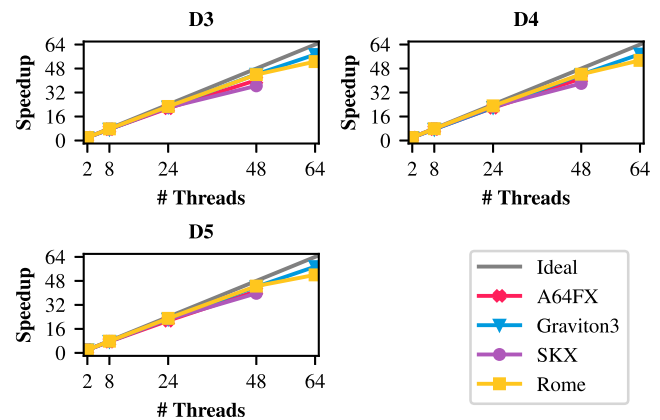 D3
D4
Speedup
64
48
32
16
0
2 8 24 48 64
# Threads
Speedup
64
48
32
16
0
2 8 24 48 64
# Threads
D5
Speedup
64
48
32
16
0
2 8 24 48 64
# Threads
Ideal
A64FX
Graviton3
SKX
Rome